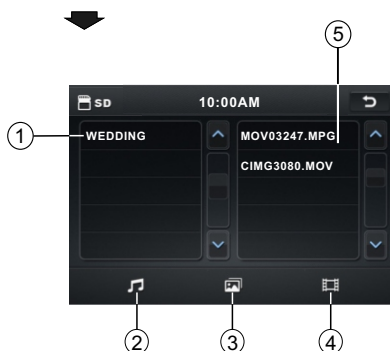 5
SD 10:00AM
1
WEDDING MOV03247.MPG
CIMG3080.MOV
2 3 4